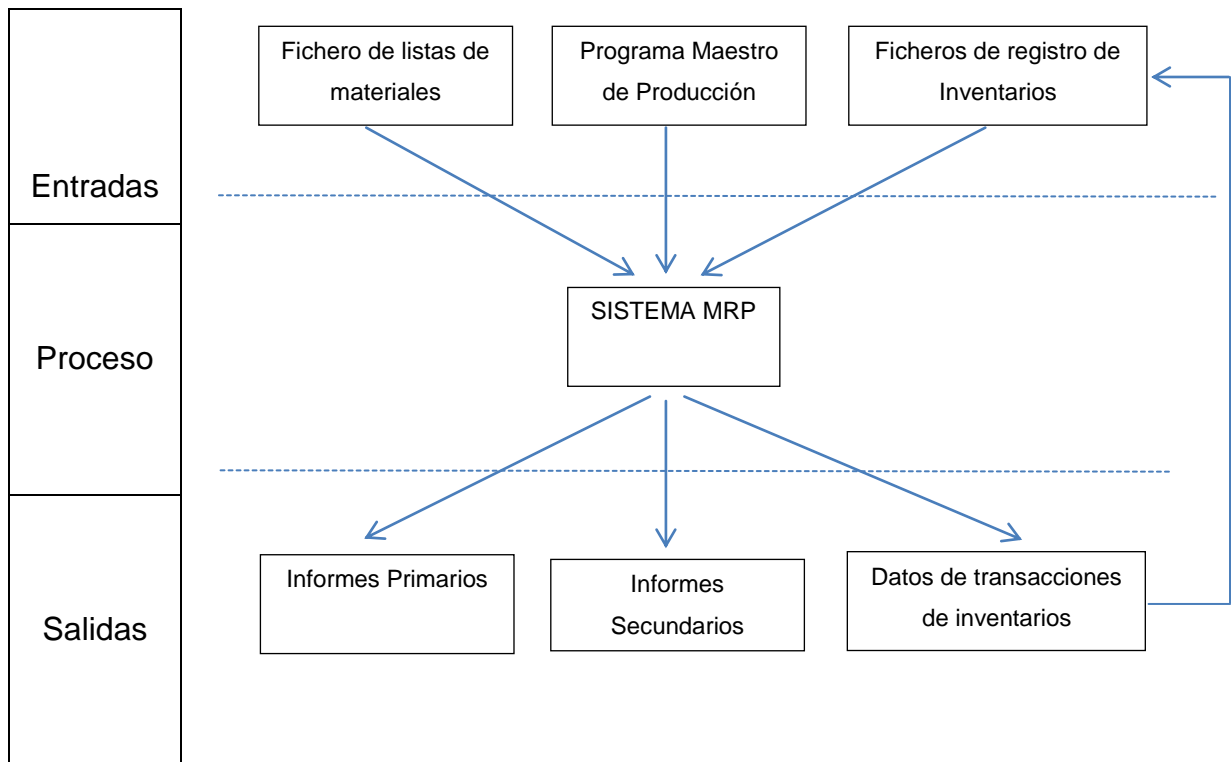 Fichero de listas de
materiales
Programa Maestro
de Producción
Ficheros de registro de
Inventarios
Entradas
SISTEMA MRP
Proceso
Informes Primarios
Informes
Secundarios
Datos de transacciones
de inventarios
Salidas